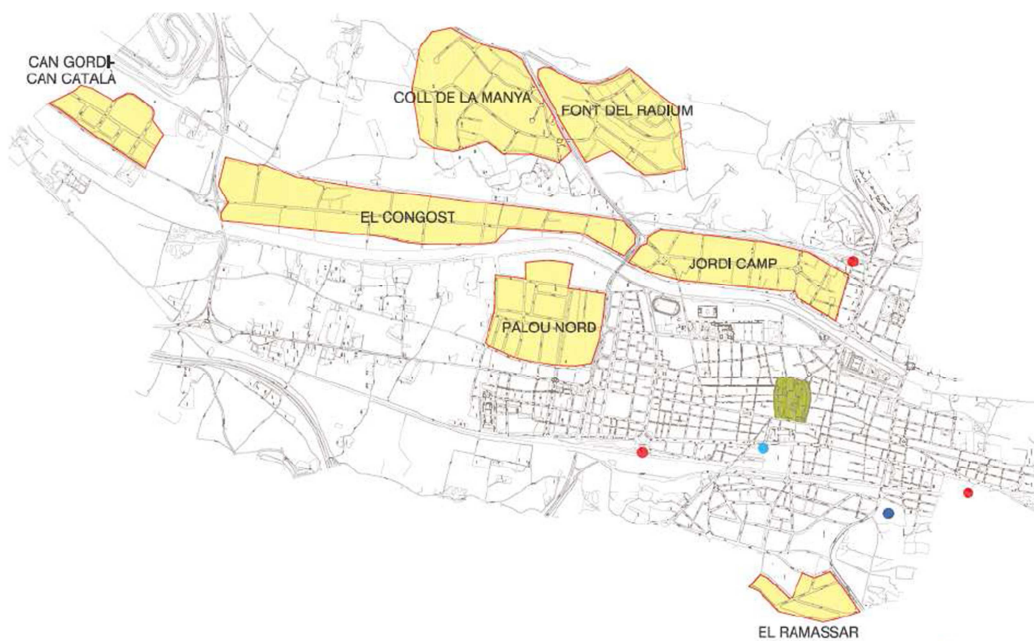 CAN GORDI-
CAN CATALÀ
COLL DE LA MANYA
FONT DEL RADIUM
EL CONGOST
JORDI CAMP
PALOU NORD
EL RAMASSAR